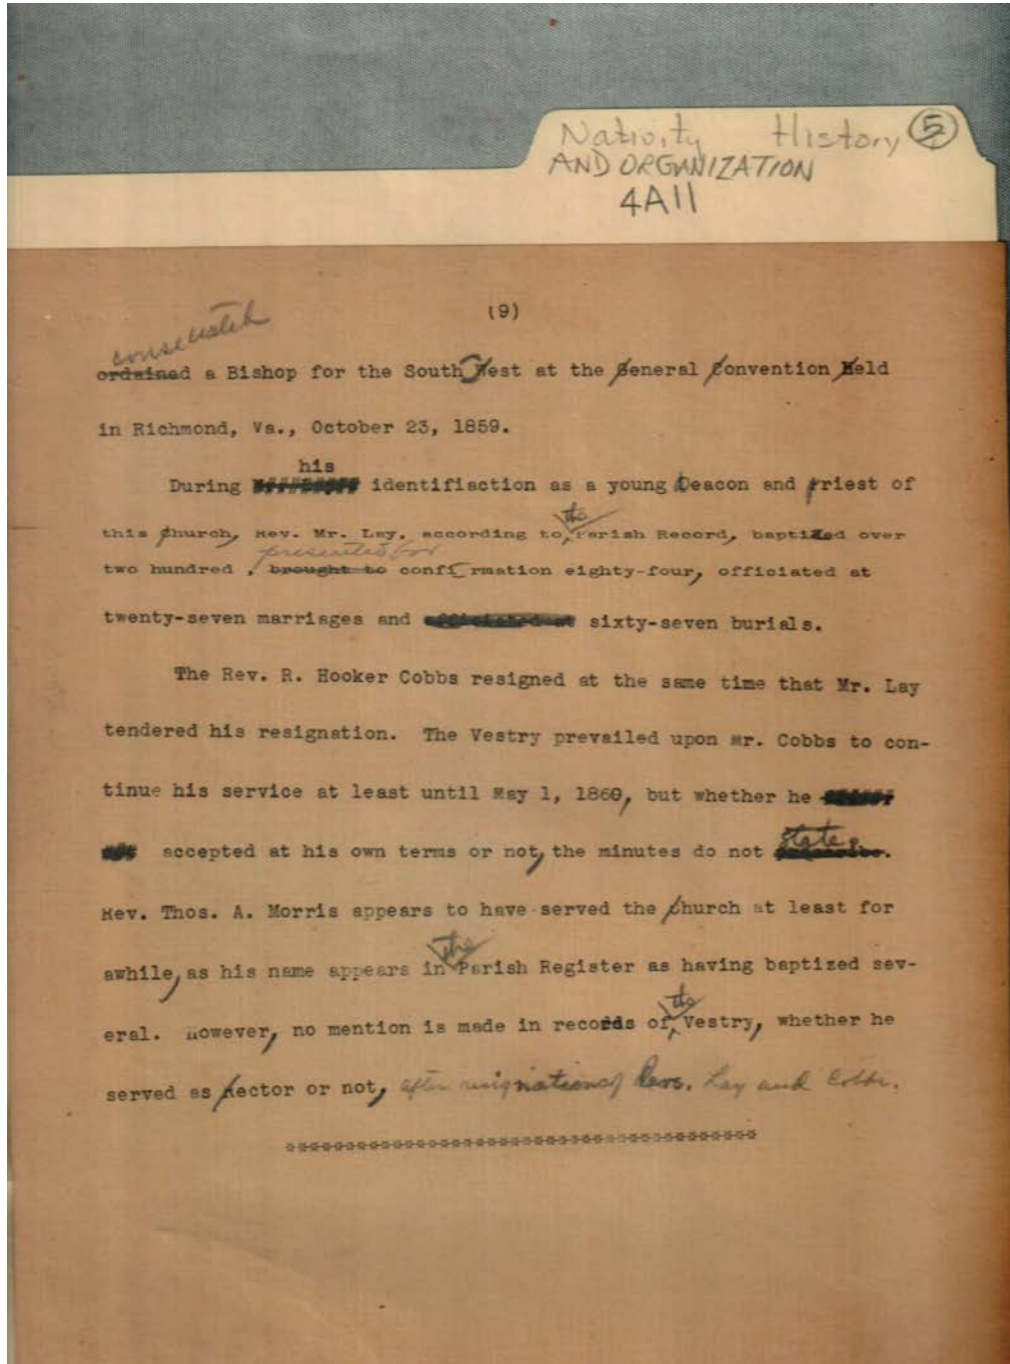 Nativity History 5
AND ORGANIZATION
4A11
(9)
consecrated
ordained a Bishop for the South West at the General Convention Held
in Richmond, Va., October 23, 1859.
his
During identifiaction as a young Deacon and Priest of
the
this Church, Rev. Mr. Lay, according to Parish Record, baptized over
presented for
two hundred , brought to confirmation eighty-four, officiated at
twenty-seven marriages and officiated at sixty-seven burials.
The Rev. R. Hooker Cobbs resigned at the same time that Mr. Lay
tendered his resignation. The Vestry prevailed upon Mr. Cobbs to con-
tinue his service at least until May 1, 1860, but whether he
state
accepted at his own terms or not, the minutes do not .
Rev. Thos. A. Morris appears to have served the Church at least for
the
awhile, as his name appears in Parish Register as having baptized sev-
the
eral. However, no mention is made in records of Vestry, whether he
served as Rector or not, after resignation of Revs. Lay and Cobbs.
****************************************